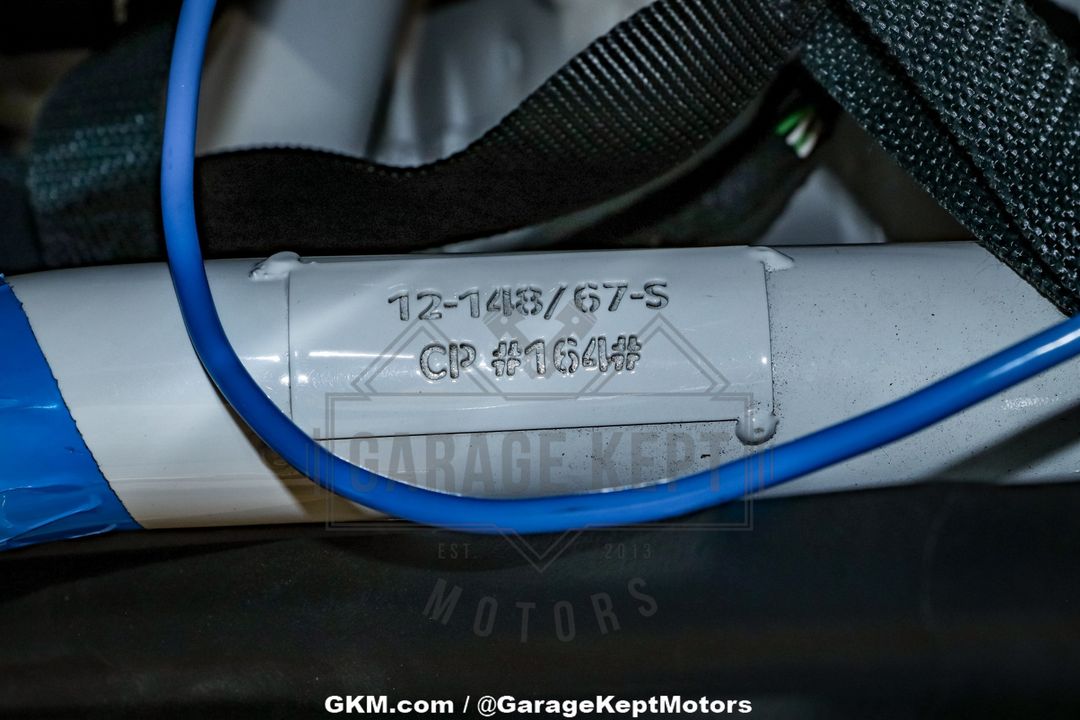 12-148/67-S
CP #164#
GARAGE KEPT
EST. 2013
MOTORS
GKM.com / @GarageKeptMotors